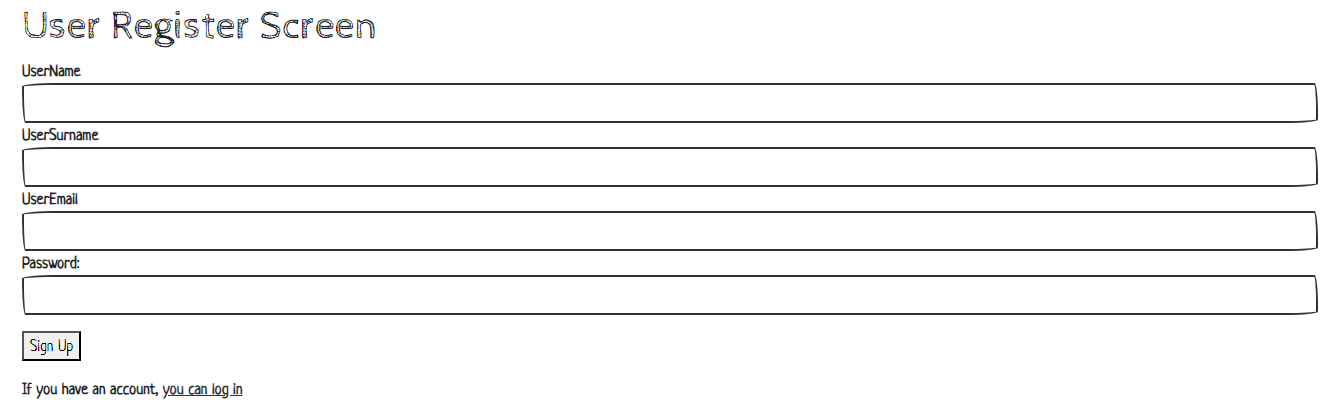 User Register Screen
UserName
UserSurname
UserEmail
Password:
Sign Up
If you have an account, you can log in